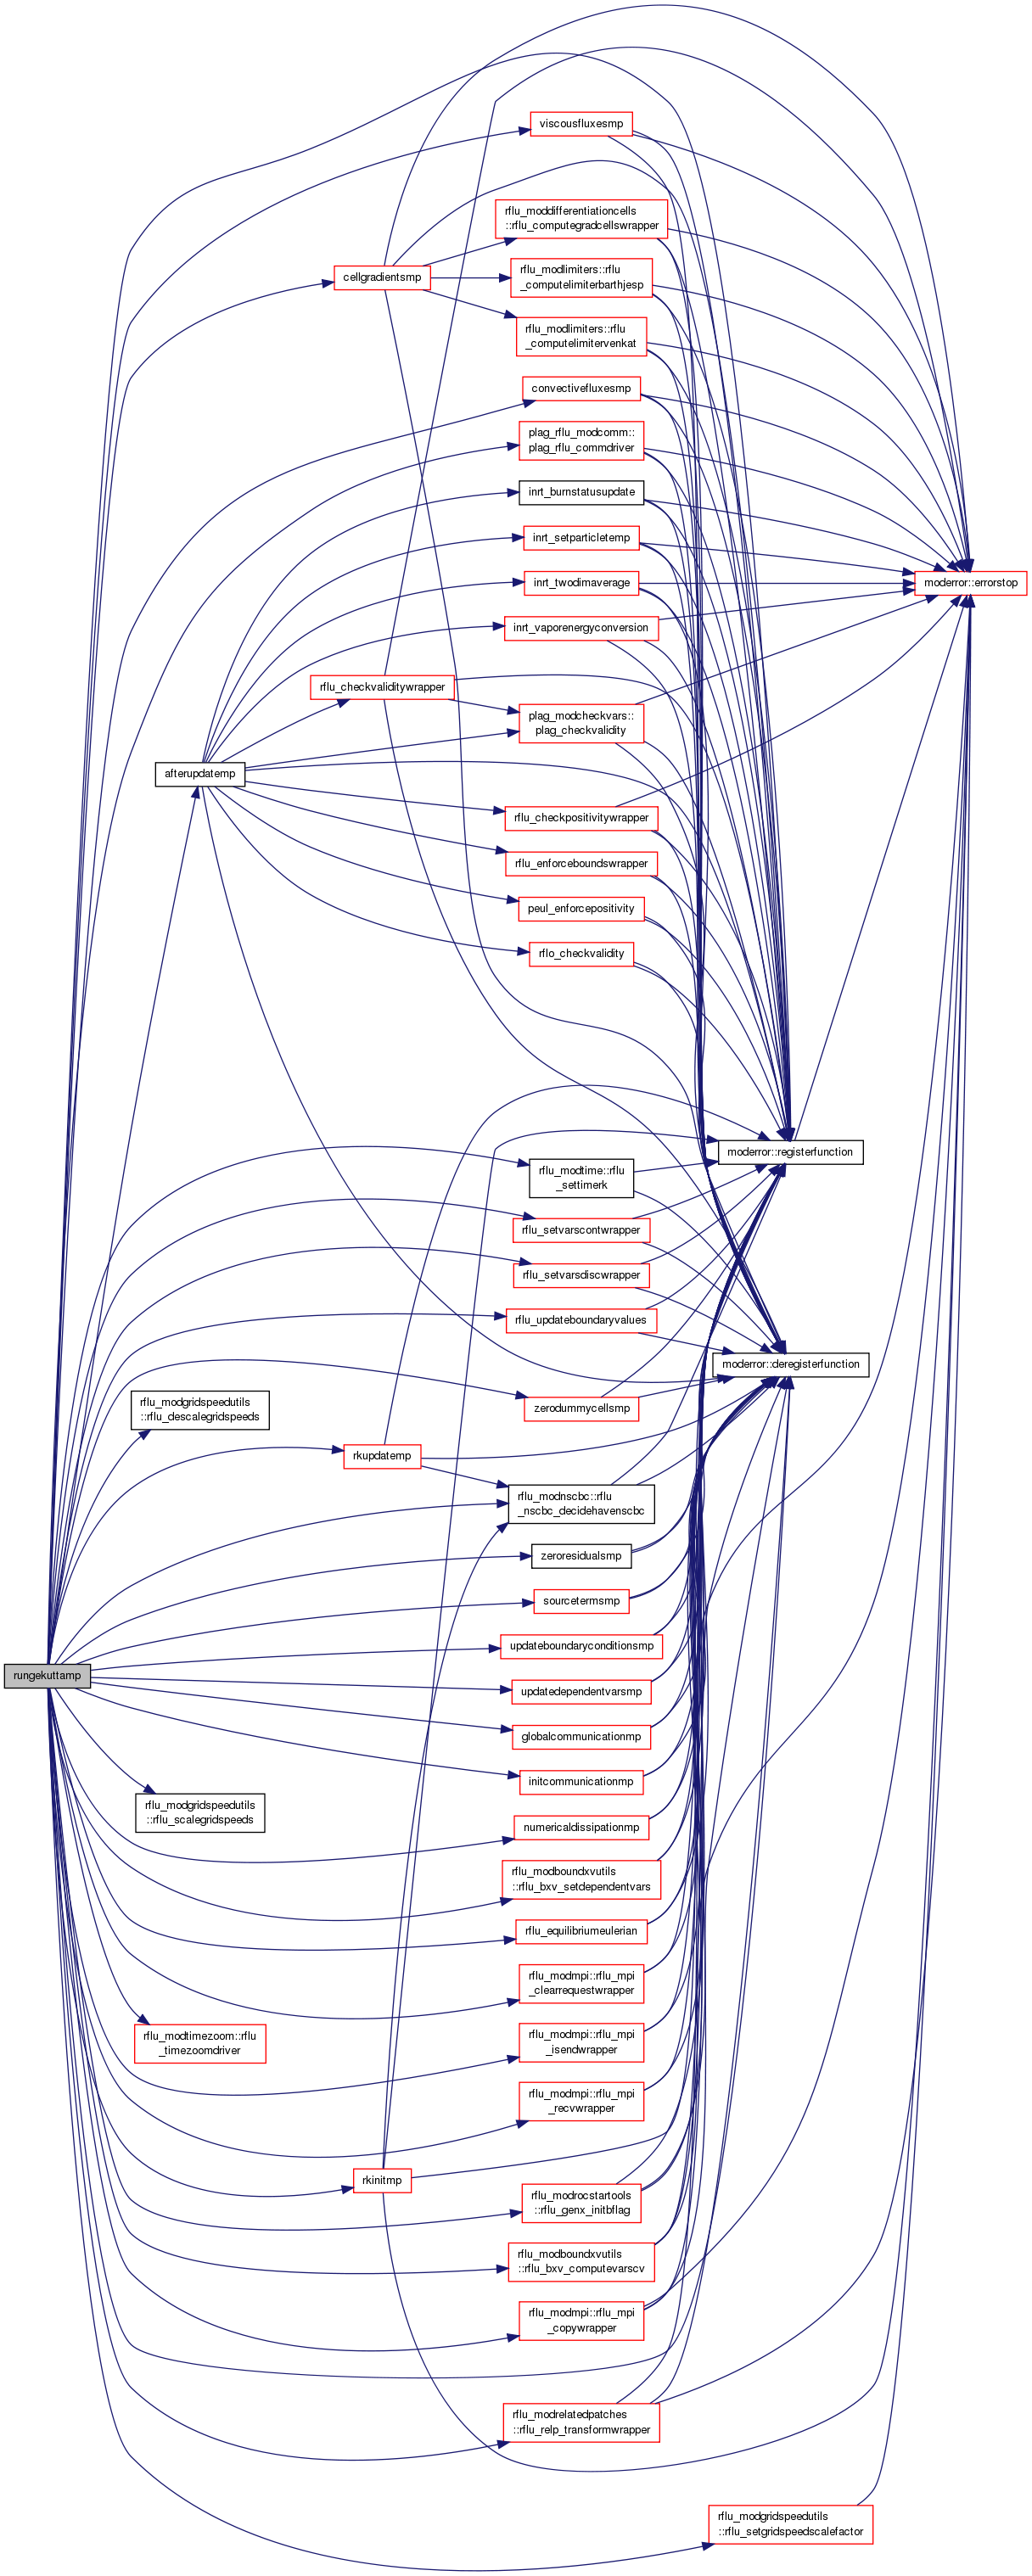 viscousfluxesmp
rflu_moddifferentiationcells
::rflu_computegradcellswrapper
cellgradientsmp
rflu_modlimiters::rflu
_computelimiterbarthjesp
rflu_modlimiters::rflu
_computelimitervenkat
convectivefluxesmp
plag_rflu_modcomm::
plag_rflu_commdriver
inrt_burnstatusupdate
inrt_setparticletemp
inrt_twodimaverage
moderror::errorstop
inrt_vaporenergyconversion
rflu_checkvaliditywrapper
plag_modcheckvars::
plag_checkvalidity
afterupdatemp
rflu_checkpositivitywrapper
rflu_enforceboundswrapper
peul_enforcepositivity
rflo_checkvalidity
moderror::registerfunction
rflu_modtime::rflu
_settimerk
rflu_setvarscontwrapper
rflu_setvarsdiscwrapper
rflu_updateboundaryvalues
moderror::deregisterfunction
zerodummycellsmp
rflu_modgridspeedutils
::rflu_descalegridspeeds
rkupdatemp
rflu_modnscbc::rflu
_nscbc_decidehavenscbc
zeroresidualsmp
sourcetermsmp
updateboundaryconditionsmp
rungekuttamp
updatedependentvarsmp
globalcommunicationmp
initcommunicationmp
rflu_modgridspeedutils
::rflu_scalegridspeeds
numericaldissipationmp
rflu_modboundxvutils
::rflu_bxv_setdependentvars
rflu_equilibriumeulerian
rflu_modmpi::rflu_mpi
_clearrequestwrapper
rflu_modtimezoom::rflu
_timezoomdriver
rflu_modmpi::rflu_mpi
_isendwrapper
rflu_modmpi::rflu_mpi
_recvwrapper
rkinitmp
rflu_modrocstartools
::rflu_genx_initbflag
rflu_modboundxvutils
::rflu_bxv_computevarscv
rflu_modmpi::rflu_mpi
_copywrapper
rflu_modrelatedpatches
::rflu_relp_transformwrapper
rflu_modgridspeedutils
::rflu_setgridspeedscalefactor